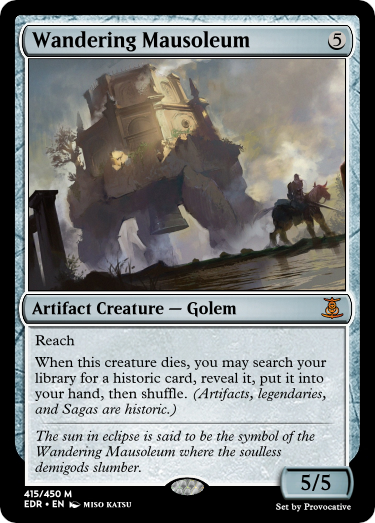 Wandering Mausoleum 5
Artifact Creature — Golem
Reach
When this creature dies, you may search your
library for a historic card, reveal it, put it into
your hand, then shuffle. (Artifacts, legendaries,
and Sagas are historic.)
The sun in eclipse is said to be the symbol of the
Wandering Mausoleum where the soulless
demigods slumber.
5/5
415/450 M
EDR • EN MISO KATSU
Set by Provocative